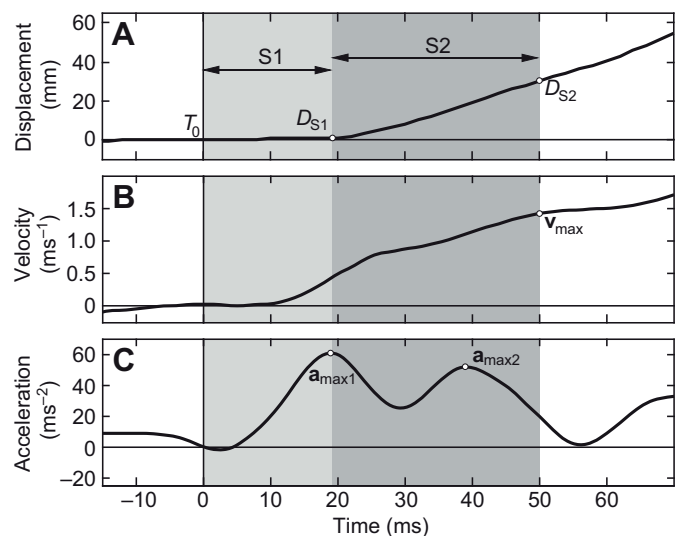 A
Displacement
(mm)
60
40
20
0
S1
S2
T0
DS1
DS2
B
Velocity
(ms–1)
1.5
1.0
0.5
0
vmax
C
Acceleration
(ms–2)
60
40
20
0
–20
amax1
amax2
–10 0 10 20 30 40 50 60 70
Time (ms)